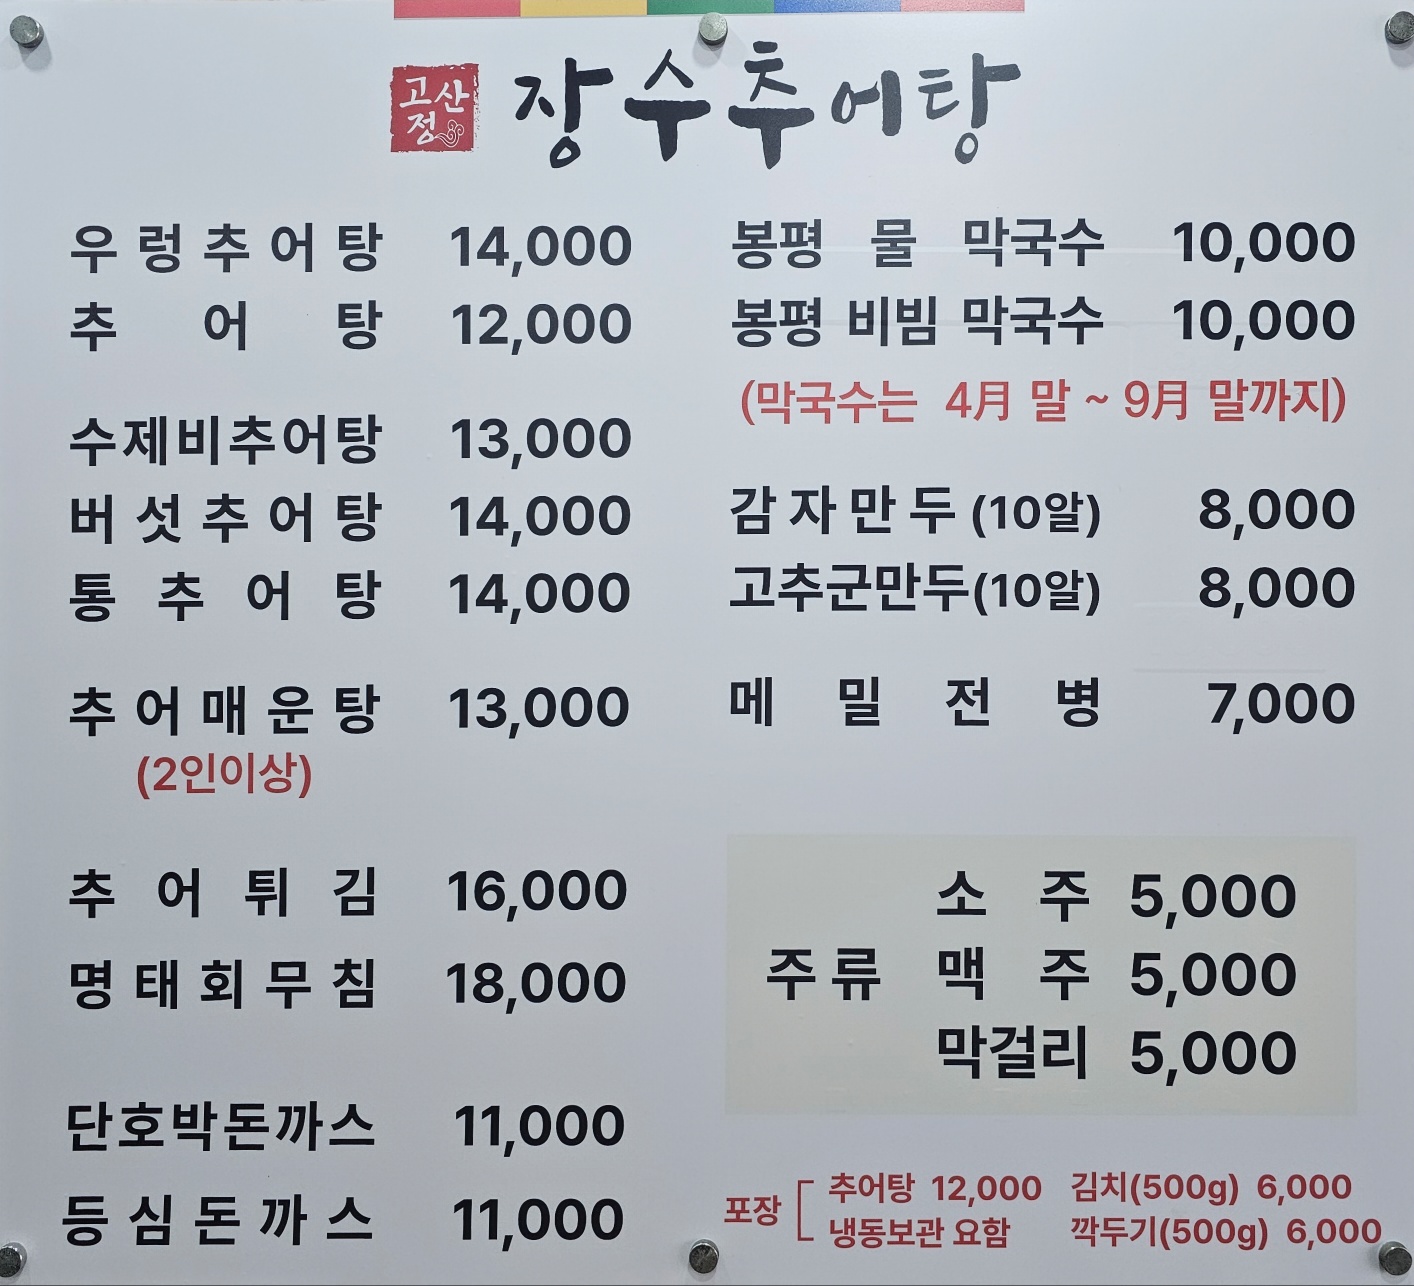 고산정 장수추어탕
우렁추어탕 14,000
추어탕 12,000
수제비추어탕 13,000
버섯추어탕 14,000
통추어탕 14,000
추어매운탕 13,000
(2인이상)
추어튀김 16,000
명태회무침 18,000
단호박돈까스 11,000
등심돈까스 11,000
봉평 물 막국수 10,000
봉평 비빔 막국수 10,000
(막국수는 4月 말 ~ 9月 말까지)
감자만두(10알) 8,000
고추군만두(10알) 8,000
메밀전병 7,000
소주 5,000
주류 맥주 5,000
막걸리 5,000
포장 추어탕 12,000 김치(500g) 6,000
냉동보관 요함 깍두기(500g) 6,000